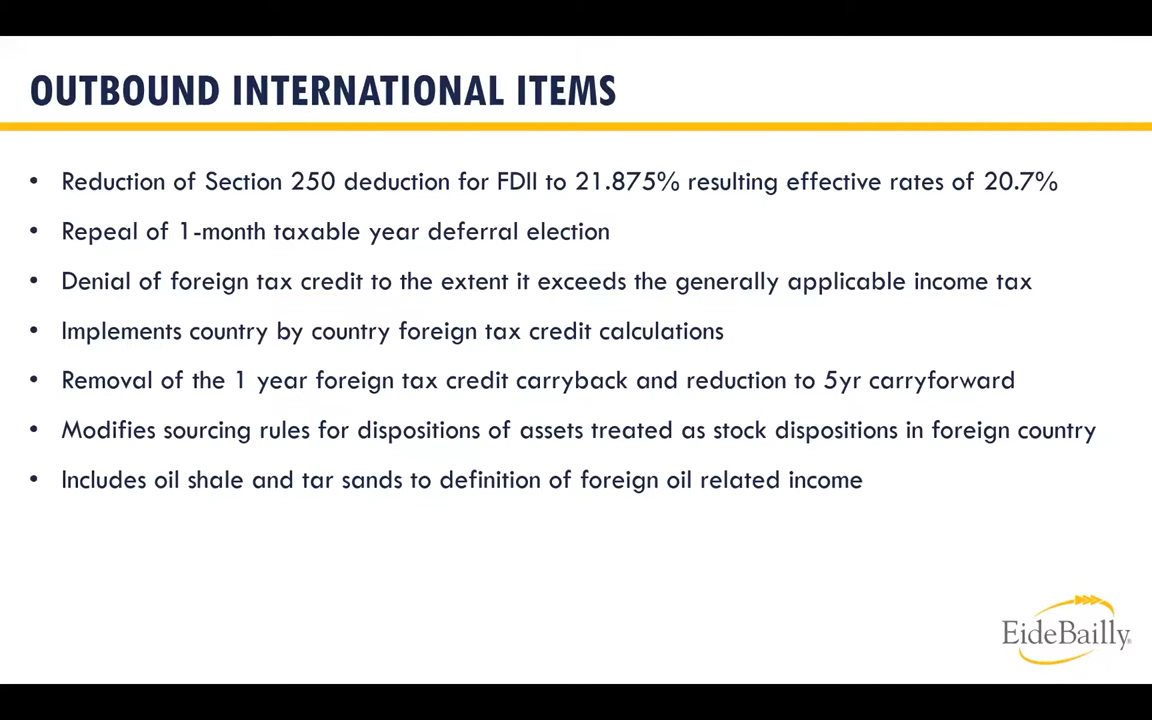 OUTBOUND INTERNATIONAL ITEMS
• Reduction of Section 250 deduction for FDII to 21.875% resulting effective rates of 20.7%
• Repeal of 1-month taxable year deferral election
• Denial of foreign tax credit to the extent it exceeds the generally applicable income tax
• Implements country by country foreign tax credit calculations
• Removal of the 1 year foreign tax credit carryback and reduction to 5yr carryforward
• Modifies sourcing rules for dispositions of assets treated as stock dispositions in foreign country
• Includes oil shale and tar sands to definition of foreign oil related income
EideBailly